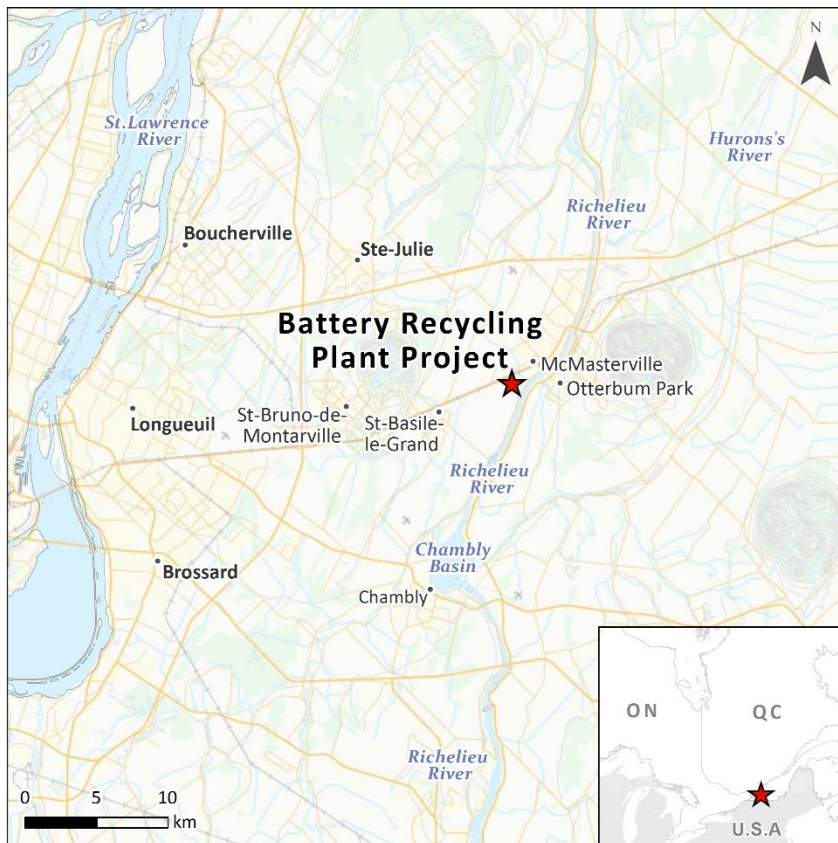 N
St.Lawrence
River
Hurons's
River
Richelieu
River
Boucherville
Ste-Julie
Battery Recycling
Plant Project
McMasterville
Otterbum Park
Longueuil
St-Bruno-de-
Montarville
St-Basile-
le-Grand
Richelieu
River
Chambly
Basin
Brossard
Chambly
Richelieu
River
0 5 10
km
ON
QC
U.S.A